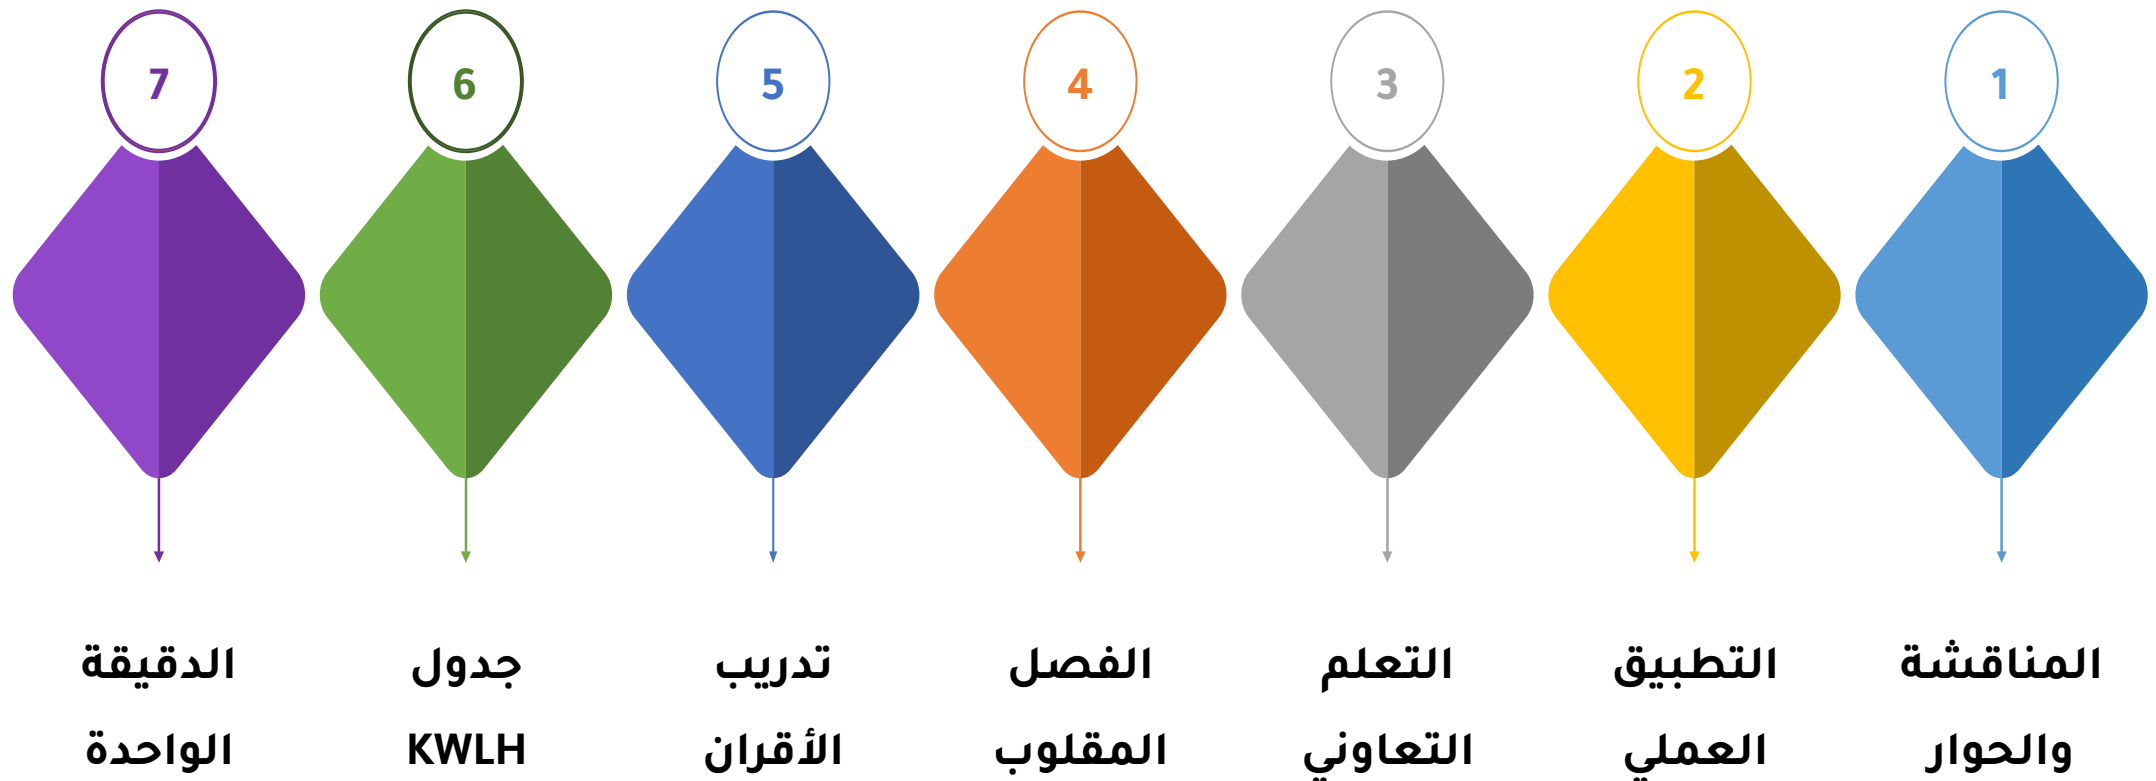 1
2
3
4
5
6
7
المناقشة
والحوار
التطبيق
العملي
التعلم
التعاوني
الفصل
المقلوب
تدريب
الأقران
جدول
KWLH
الدقيقة
الواحدة